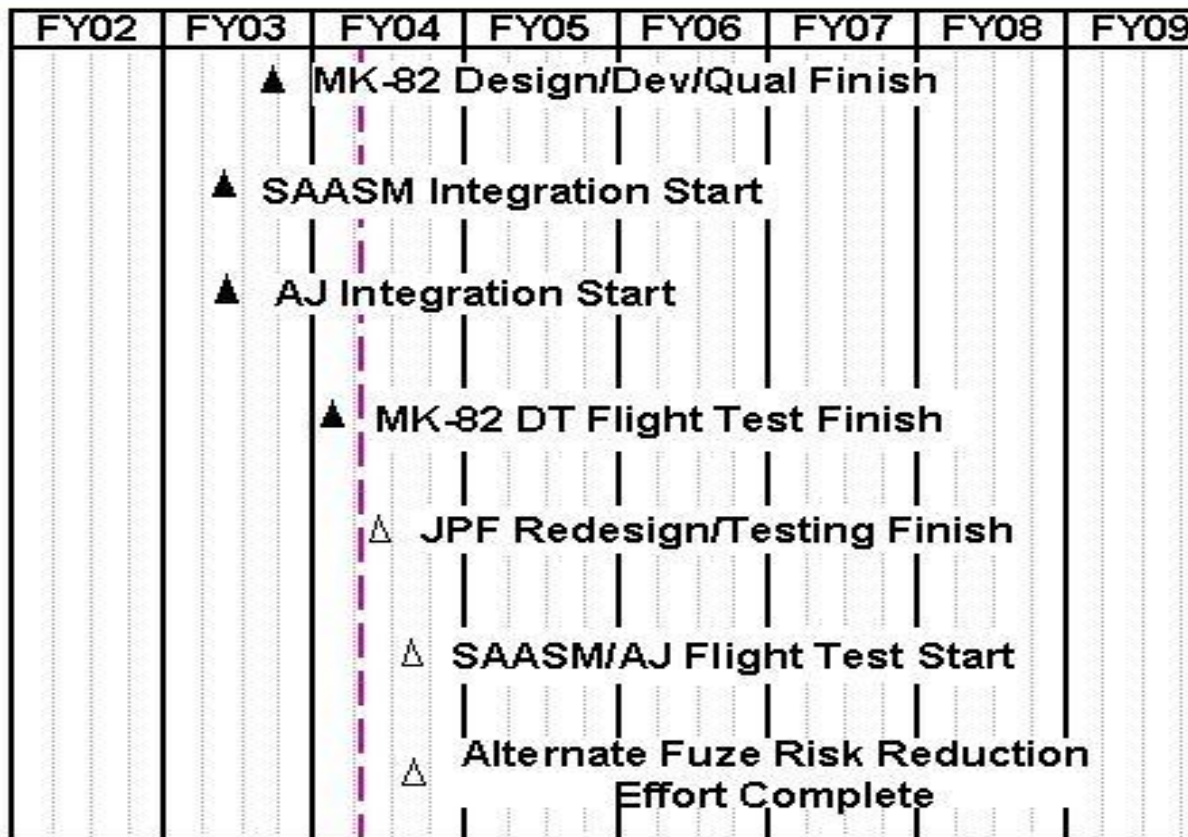 FY02 FY03 FY04 FY05 FY06 FY07 FY08 FY09
MK-82 Design/Dev/Qual Finish
SAASM Integration Start
AJ Integration Start
MK-82 DT Flight Test Finish
JPF Redesign/Testing Finish
SAASM/AJ Flight Test Start
Alternate Fuze Risk Reduction
Effort Complete